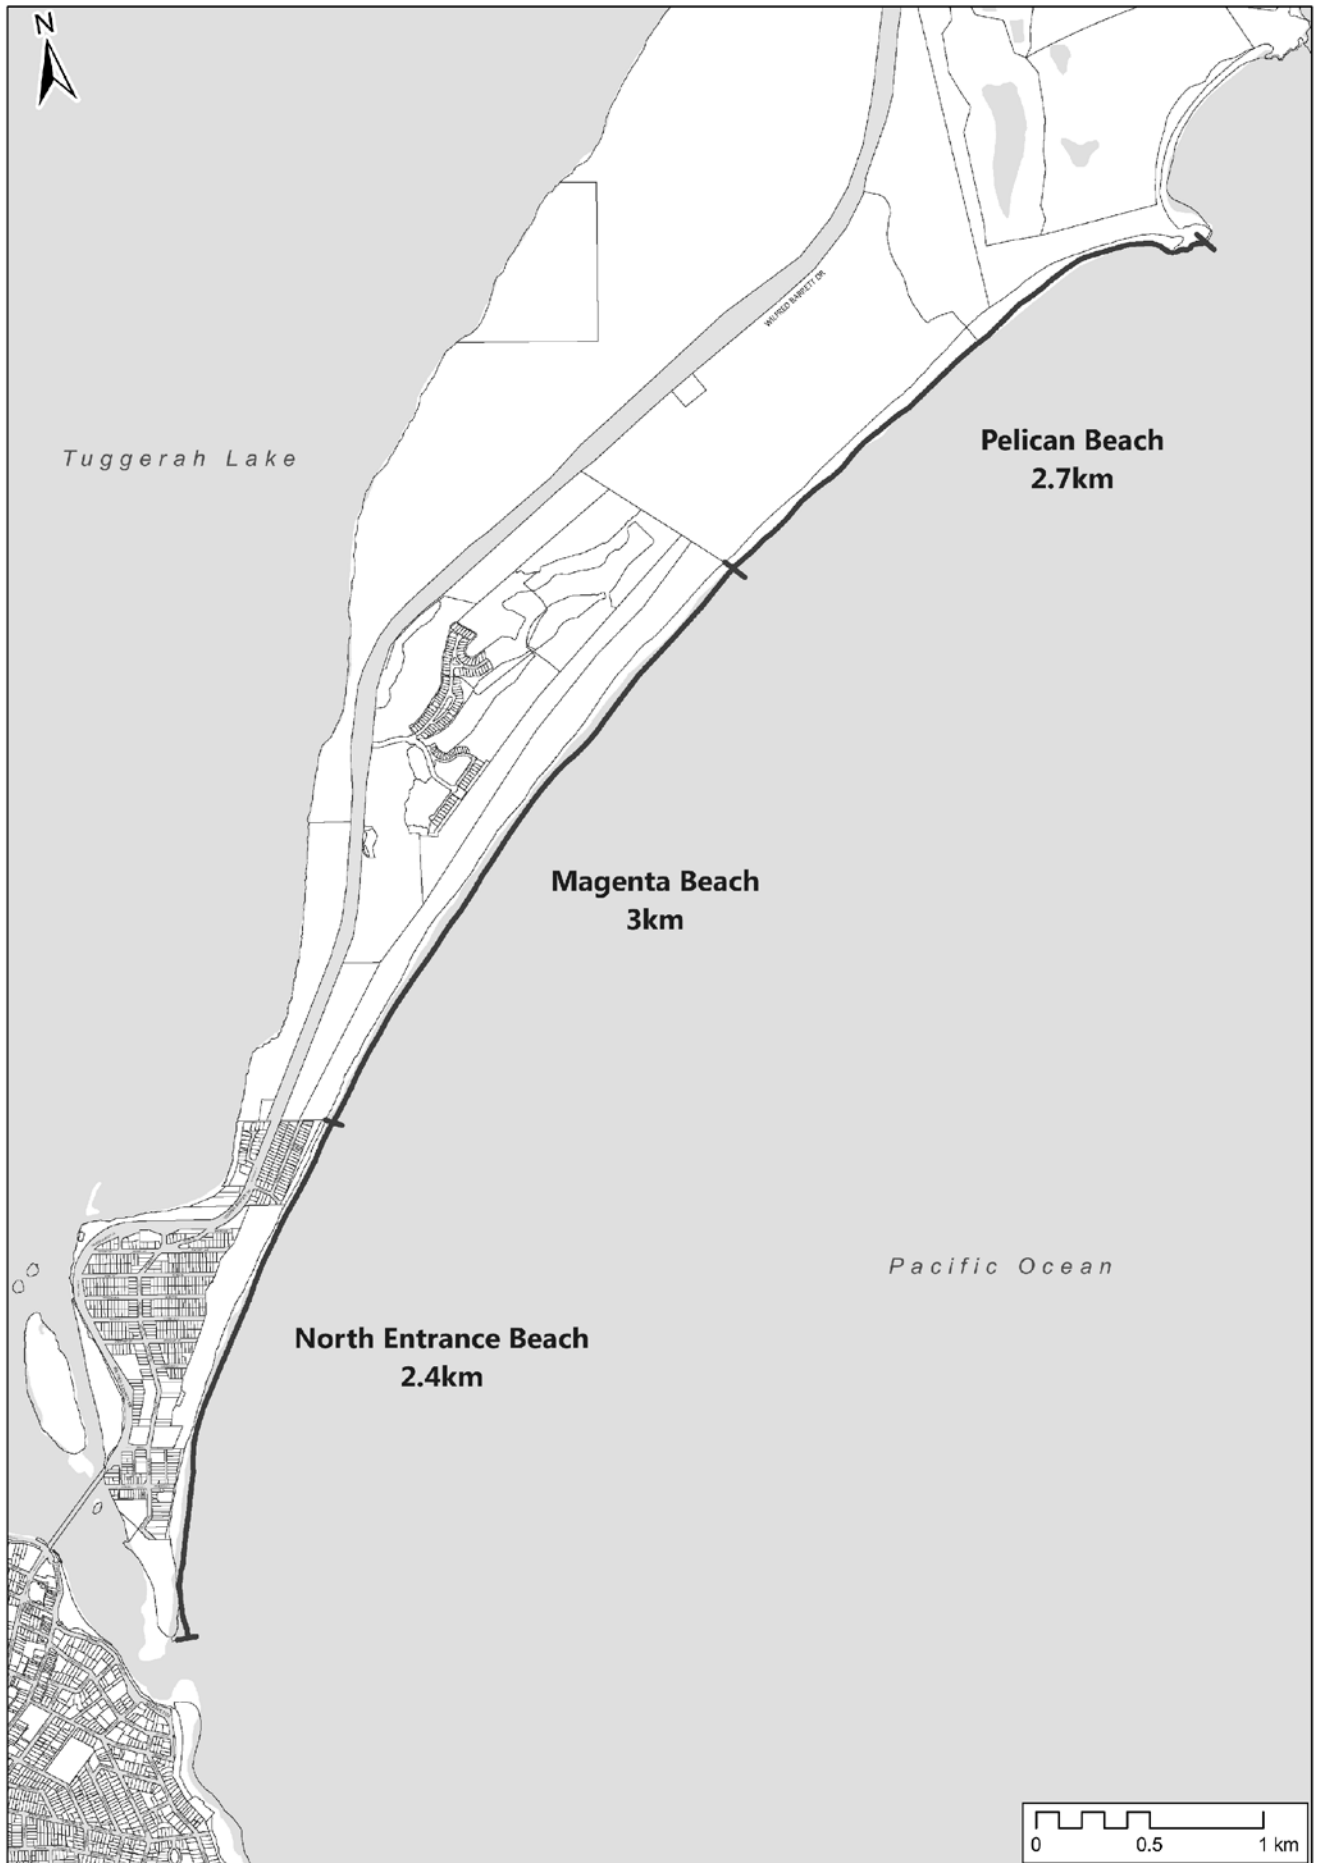 N
WILFRED BARRETT DR
Tuggerah Lake
Pelican Beach
2.7km
Magenta Beach
3km
Pacific Ocean
North Entrance Beach
2.4km
0 0.5 1 km